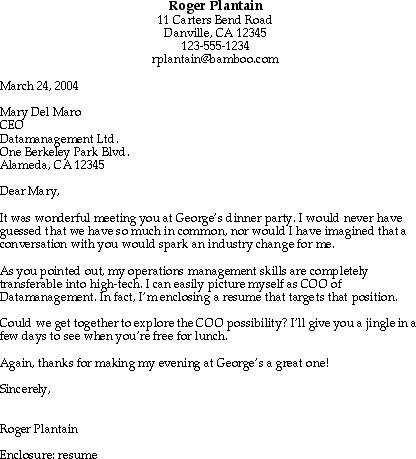 Roger Plantain
11 Carters Bend Road
Danville, CA 12345
123-555-1234
rplantain@bamboo.com
March 24, 2004
Mary Del Maro
CEO
Datamanagement Ltd.
One Berkeley Park Blvd.
Alameda, CA 12345
Dear Mary,
It was wonderful meeting you at George's dinner party. I would never have
guessed that we have so much in common, nor would I have imagined that a
conversation with you would spark an industry change for me.
As you pointed out, my operations management skills are completely
transferable into high-tech. I can easily picture myself as COO of
Datamanagement. In fact, I'm enclosing a resume that targets that position.
Could we get together to explore the COO possibility? I'll give you a jingle in a
few days to see when you're free for lunch.
Again, thanks for making my evening at George's a great one!
Sincerely,
Roger Plantain
Enclosure: resume